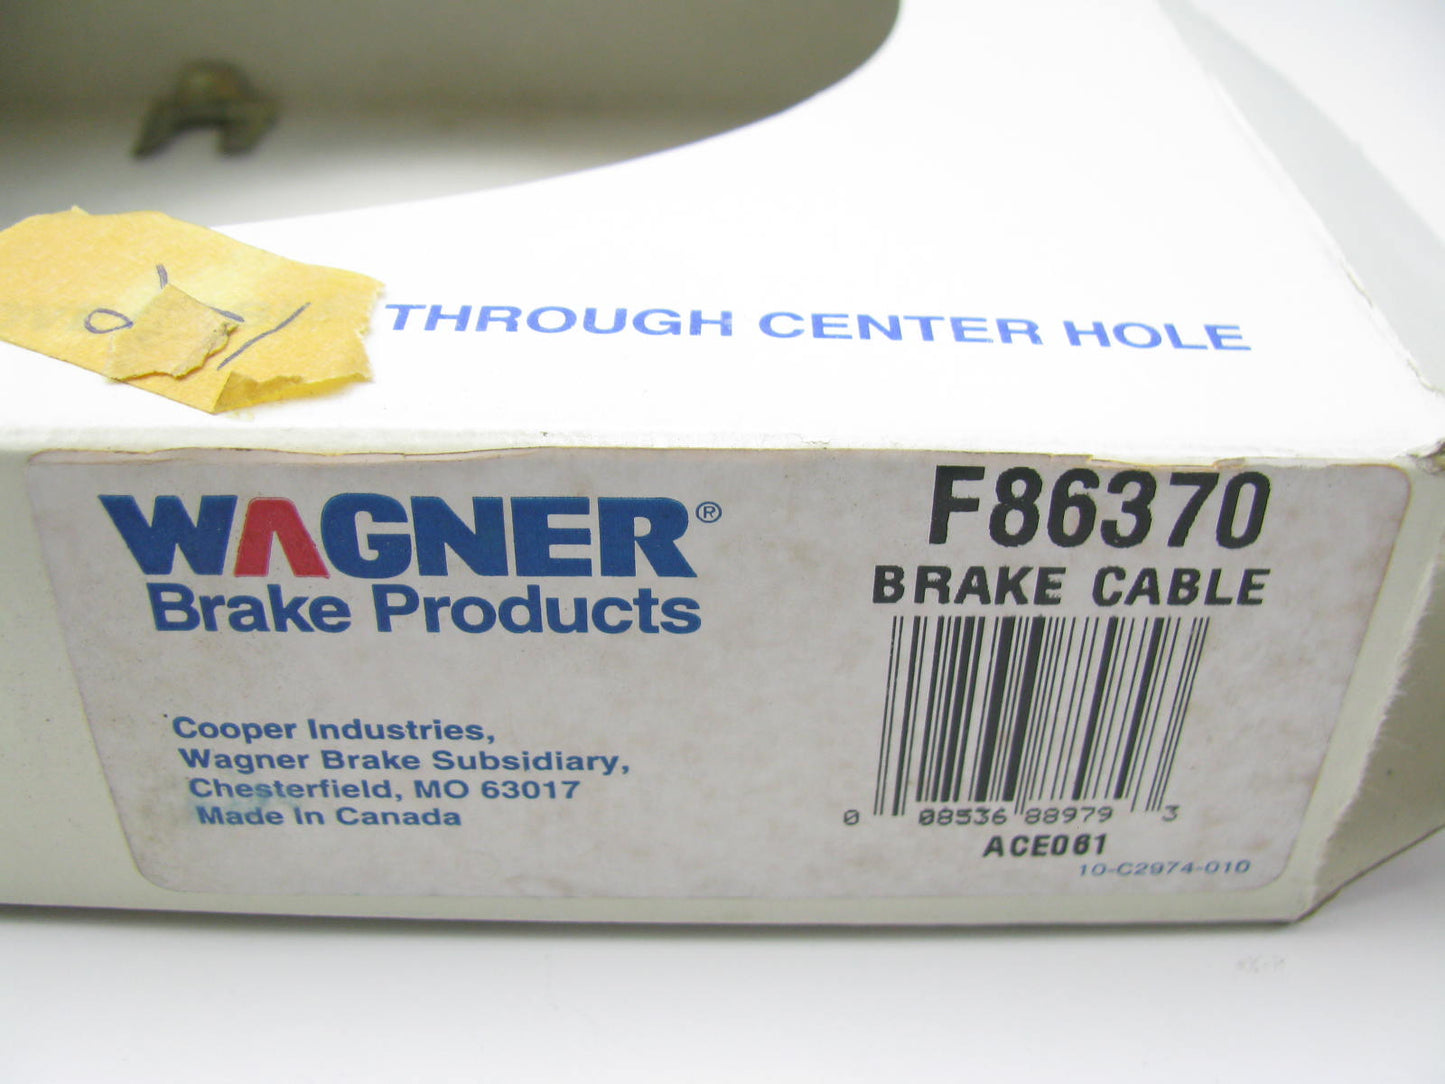 THROUGH CENTER HOLE
WAGNER®
Brake Products
Cooper Industries,
Wagner Brake Subsidiary,
Chesterfield, MO 63017
Made In Canada
F86370
BRAKE CABLE
0 08536 88979 3
ACE061
10-C2974-010